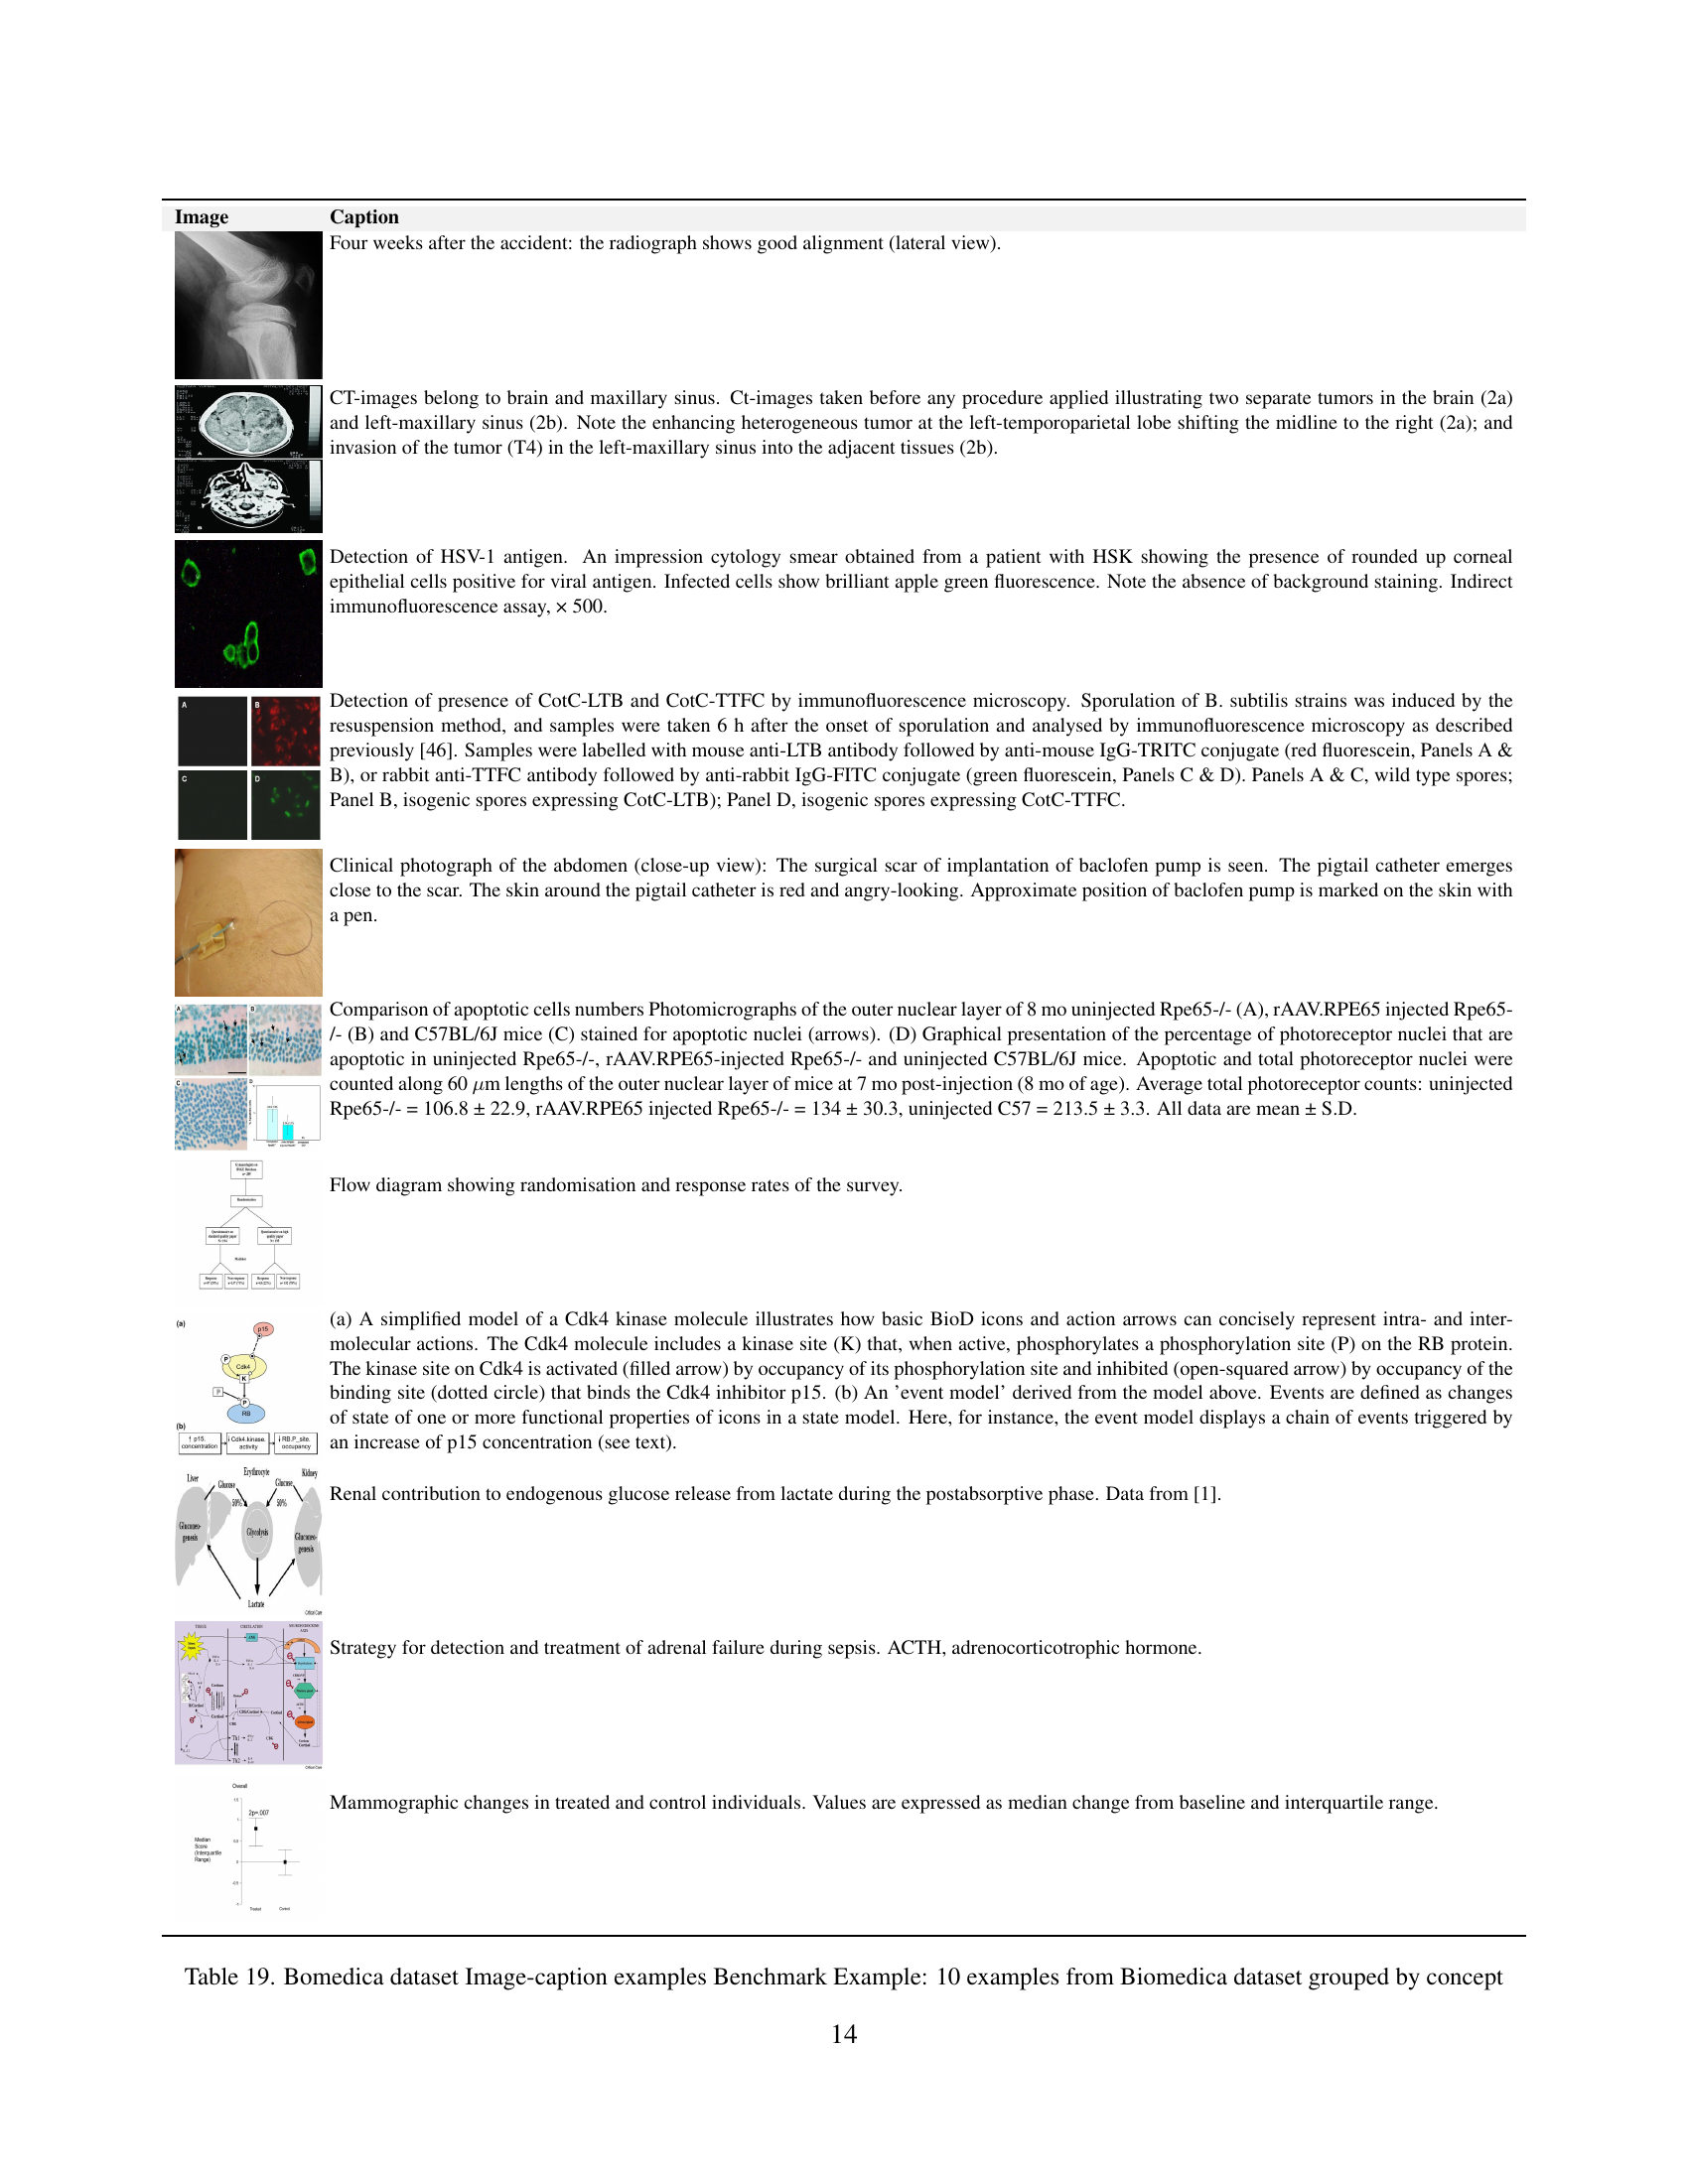 Image Caption
Four weeks after the accident: the radiograph shows good alignment (lateral view).
CT-images belong to brain and maxillary sinus. Ct-images taken before any procedure applied illustrating two separate tumors in the brain (2a)
and left-maxillary sinus (2b). Note the enhancing heterogeneous tumor at the left-temporoparietal lobe shifting the midline to the right (2a); and
invasion of the tumor (T4) in the left-maxillary sinus into the adjacent tissues (2b).
Detection of HSV-1 antigen. An impression cytology smear obtained from a patient with HSK showing the presence of rounded up corneal
epithelial cells positive for viral antigen. Infected cells show brilliant apple green fluorescence. Note the absence of background staining. Indirect
immunofluorescence assay, × 500.
A B
C D
Detection of presence of CotC-LTB and CotC-TTFC by immunofluorescence microscopy. Sporulation of B. subtilis strains was induced by the
resuspension method, and samples were taken 6 h after the onset of sporulation and analysed by immunofluorescence microscopy as described
previously [46]. Samples were labelled with mouse anti-LTB antibody followed by anti-mouse IgG-TRITC conjugate (red fluorescein, Panels A &
B), or rabbit anti-TTFC antibody followed by anti-rabbit IgG-FITC conjugate (green fluorescein, Panels C & D). Panels A & C, wild type spores;
Panel B, isogenic spores expressing CotC-LTB); Panel D, isogenic spores expressing CotC-TTFC.
Clinical photograph of the abdomen (close-up view): The surgical scar of implantation of baclofen pump is seen. The pigtail catheter emerges
close to the scar. The skin around the pigtail catheter is red and angry-looking. Approximate position of baclofen pump is marked on the skin with
a pen.
Comparison of apoptotic cells numbers Photomicrographs of the outer nuclear layer of 8 mo uninjected Rpe65-/- (A), rAAV.RPE65 injected Rpe65-
/- (B) and C57BL/6J mice (C) stained for apoptotic nuclei (arrows). (D) Graphical presentation of the percentage of photoreceptor nuclei that are
apoptotic in uninjected Rpe65-/-, rAAV.RPE65-injected Rpe65-/- and uninjected C57BL/6J mice. Apoptotic and total photoreceptor nuclei were
counted along 60 μm lengths of the outer nuclear layer of mice at 7 mo post-injection (8 mo of age). Average total photoreceptor counts: uninjected
Rpe65-/- = 106.8 ± 22.9, rAAV.RPE65 injected Rpe65-/- = 134 ± 30.3, uninjected C57 = 213.5 ± 3.3. All data are mean ± S.D.
Flow diagram showing randomisation and response rates of the survey.
(a)
p15
P
Cdk4
K
P
P
RB
(b)
↑ p15. concentration
↓ Cdk4.kinase. activity
↓ RB.P_site. occupancy
(a) A simplified model of a Cdk4 kinase molecule illustrates how basic BioD icons and action arrows can concisely represent intra- and inter-
molecular actions. The Cdk4 molecule includes a kinase site (K) that, when active, phosphorylates a phosphorylation site (P) on the RB protein.
The kinase site on Cdk4 is activated (filled arrow) by occupancy of its phosphorylation site and inhibited (open-squared arrow) by occupancy of the
binding site (dotted circle) that binds the Cdk4 inhibitor p15. (b) An ’event model’ derived from the model above. Events are defined as changes
of state of one or more functional properties of icons in a state model. Here, for instance, the event model displays a chain of events triggered by
an increase of p15 concentration (see text).
Liver Erythrocyte Kidney
Glucose Glucose
50% 50%
Gluconeo-
genesis
Glycolysis
Gluconeo-
genesis
Lactate
Critical Care
Renal contribution to endogenous glucose release from lactate during the postabsorptive phase. Data from [1].
Strategy for detection and treatment of adrenal failure during sepsis. ACTH, adrenocorticotrophic hormone.
Overall
2p=.007
Median
Score
(Interquartile
Range)
Treated Control
Mammographic changes in treated and control individuals. Values are expressed as median change from baseline and interquartile range.
Table 19. Bomedica dataset Image-caption examples Benchmark Example: 10 examples from Biomedica dataset grouped by concept
14